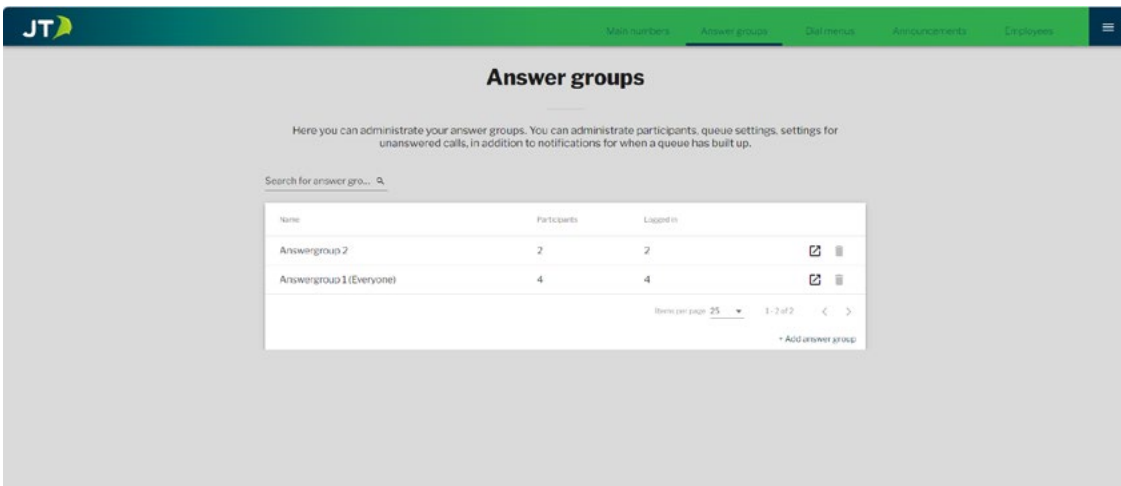 JT
Main numbers Answer groups Dial menus Announcements Employees
Answer groups
Here you can administrate your answer groups. You can administrate participants, queue settings, settings for
unanswered calls, in addition to notifications for when a queue has built up.
Search for answer gro...
Name Participants Logged in
Answergroup 2 2 2
Answergroup 1 (Everyone) 4 4
Items per page 25 1 - 2 of 2
+ Add answer group